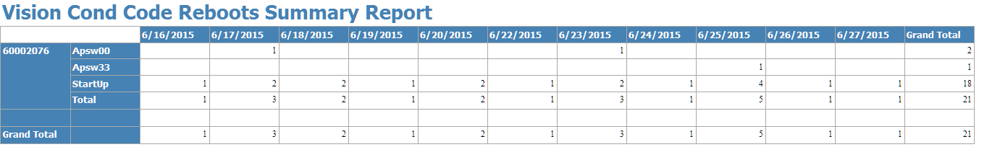 Vision Cond Code Reboots Summary Report
6/16/2015 6/17/2015 6/18/2015 6/19/2015 6/20/2015 6/22/2015 6/23/2015 6/24/2015 6/25/2015 6/26/2015 6/27/2015 Grand Total
60002076 Apsw00 1 1 2
Apsw33 1 1
StartUp 1 2 2 1 2 1 2 1 4 1 1 18
Total 1 3 2 1 2 1 3 1 5 1 1 21
Grand Total 1 3 2 1 2 1 3 1 5 1 1 21